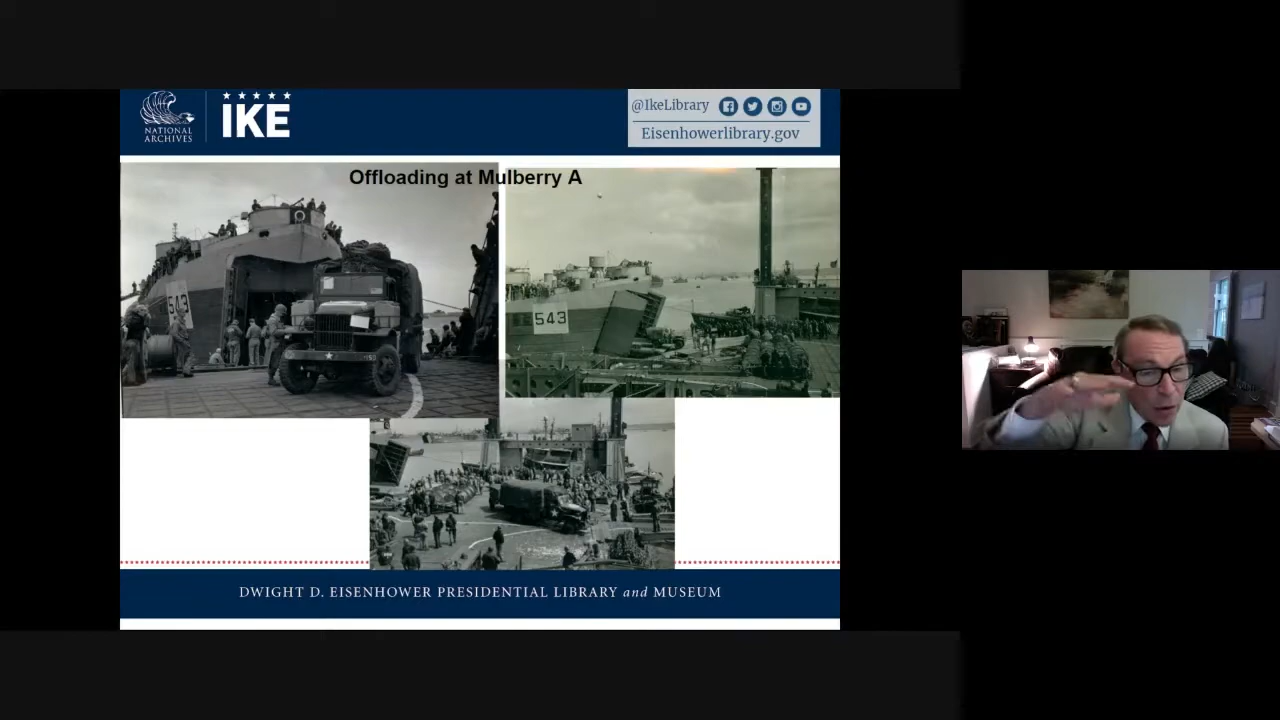 NATIONAL
ARCHIVES
IKE
@IkeLibrary
Eisenhowerlibrary.gov
Offloading at Mulberry A
543
543
DWIGHT D. EISENHOWER PRESIDENTIAL LIBRARY and MUSEUM